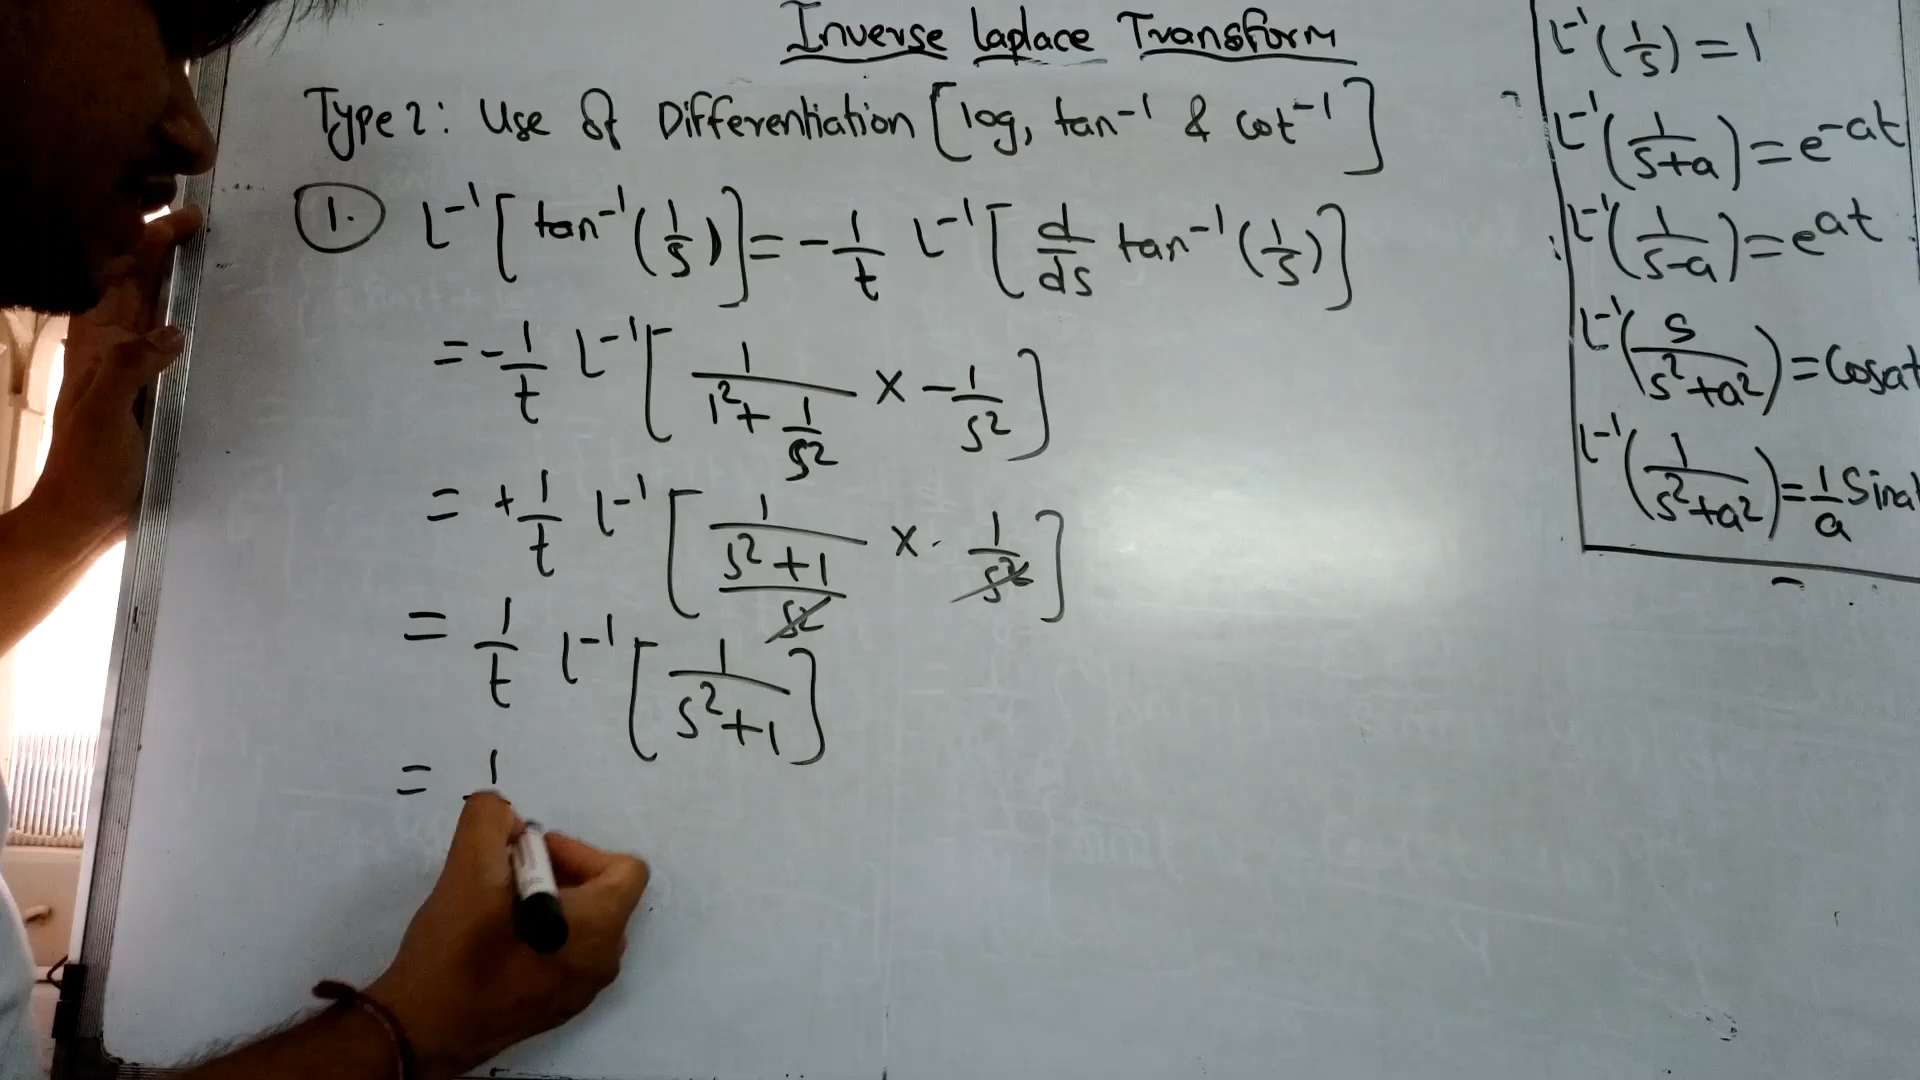 Inverse Laplace Transform
Type 2: Use of Differentiation [log, tan⁻¹ & cot⁻¹]
1. L⁻¹[tan⁻¹(1/s)] = -1/t L⁻¹[d/ds tan⁻¹(1/s)]
= -1/t L⁻¹[1/(1² + 1/s²) × -1/s²]
= +1/t L⁻¹[1/((s²+1)/s²) × 1/s²]
= 1/t L⁻¹[1/(s²+1)]
= 1
L⁻¹(1/s) = 1
L⁻¹(1/(s+a)) = e^-at
L⁻¹(1/(s-a)) = e^at
L⁻¹(s/(s²+a²)) = Cosat
L⁻¹(1/(s²+a²)) = 1/a Sina